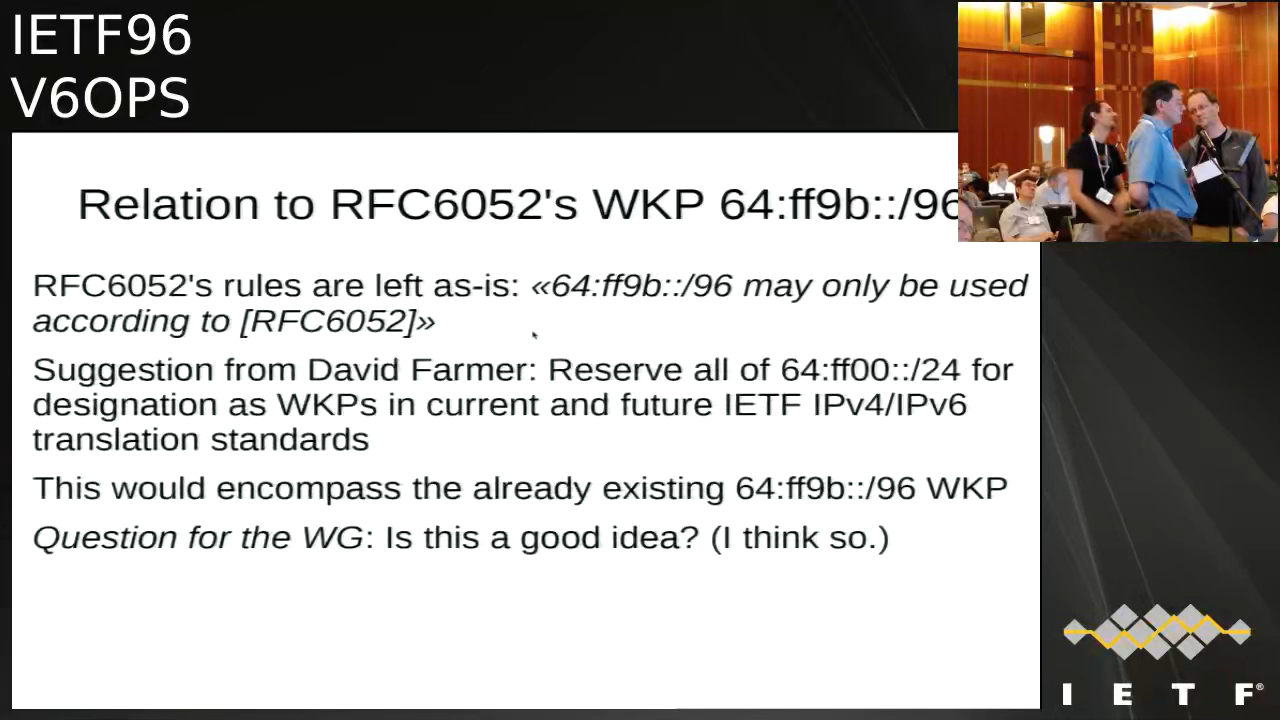 IETF96
V6OPS
Relation to RFC6052's WKP 64:ff9b::/96
RFC6052's rules are left as-is: «64:ff9b::/96 may only be used
according to [RFC6052]»
Suggestion from David Farmer: Reserve all of 64:ff00::/24 for
designation as WKPs in current and future IETF IPv4/IPv6
translation standards
This would encompass the already existing 64:ff9b::/96 WKP
Question for the WG: Is this a good idea? (I think so.)
I E T F®